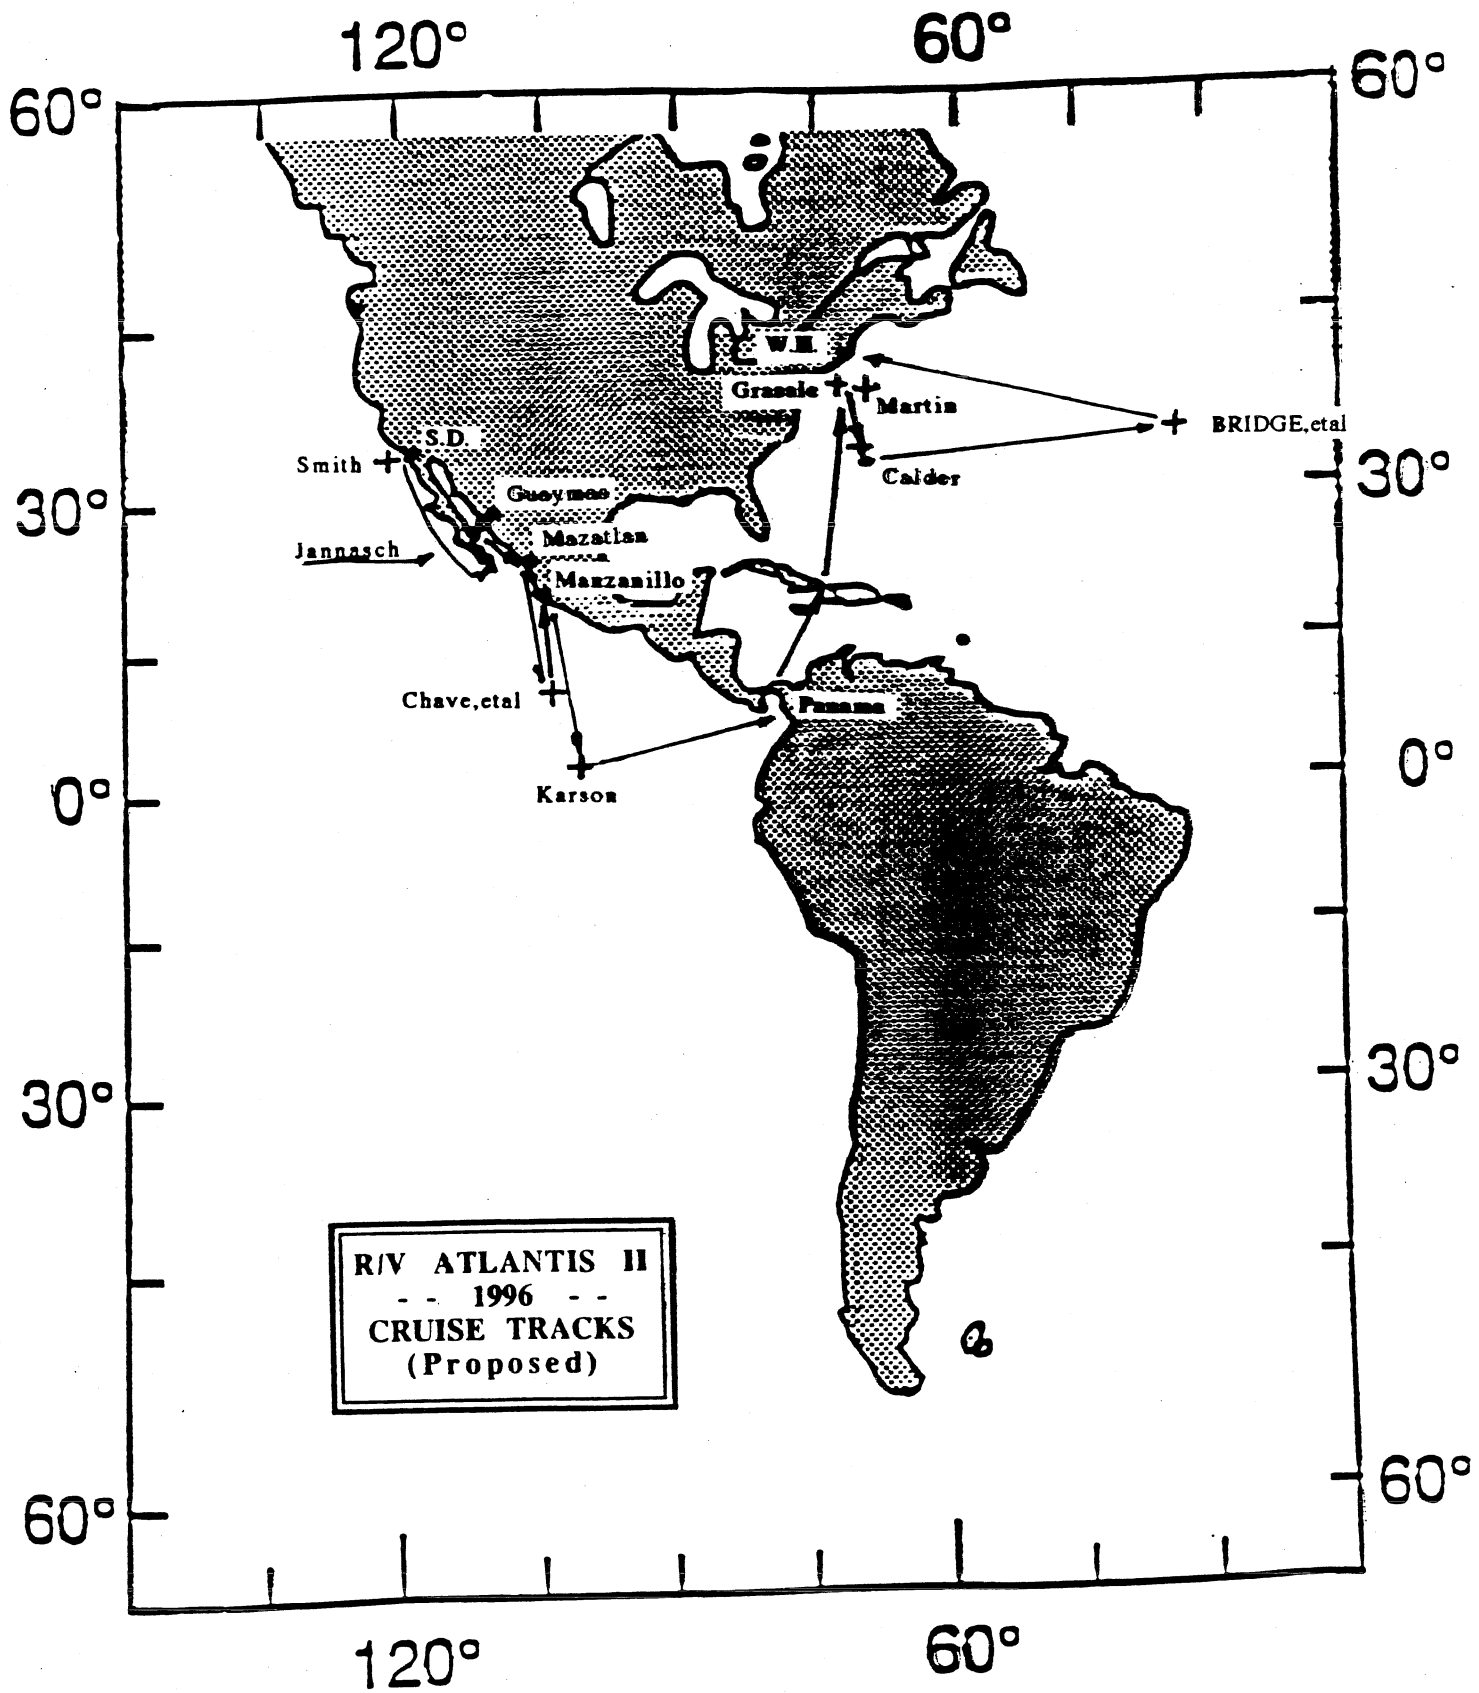 120° 60°
60° 60°
W.H.
Grassle
Martin
BRIDGE,etal
S.D.
Smith
30°
Calder
Guaymas
30°
Mazatlan
Jannasch
Manzanillo
Chave,etal
Panama
0°
0°
Karson
30°
30°
R/V ATLANTIS II
- - 1996 - -
CRUISE TRACKS
(Proposed)
60°
60°
120° 60°